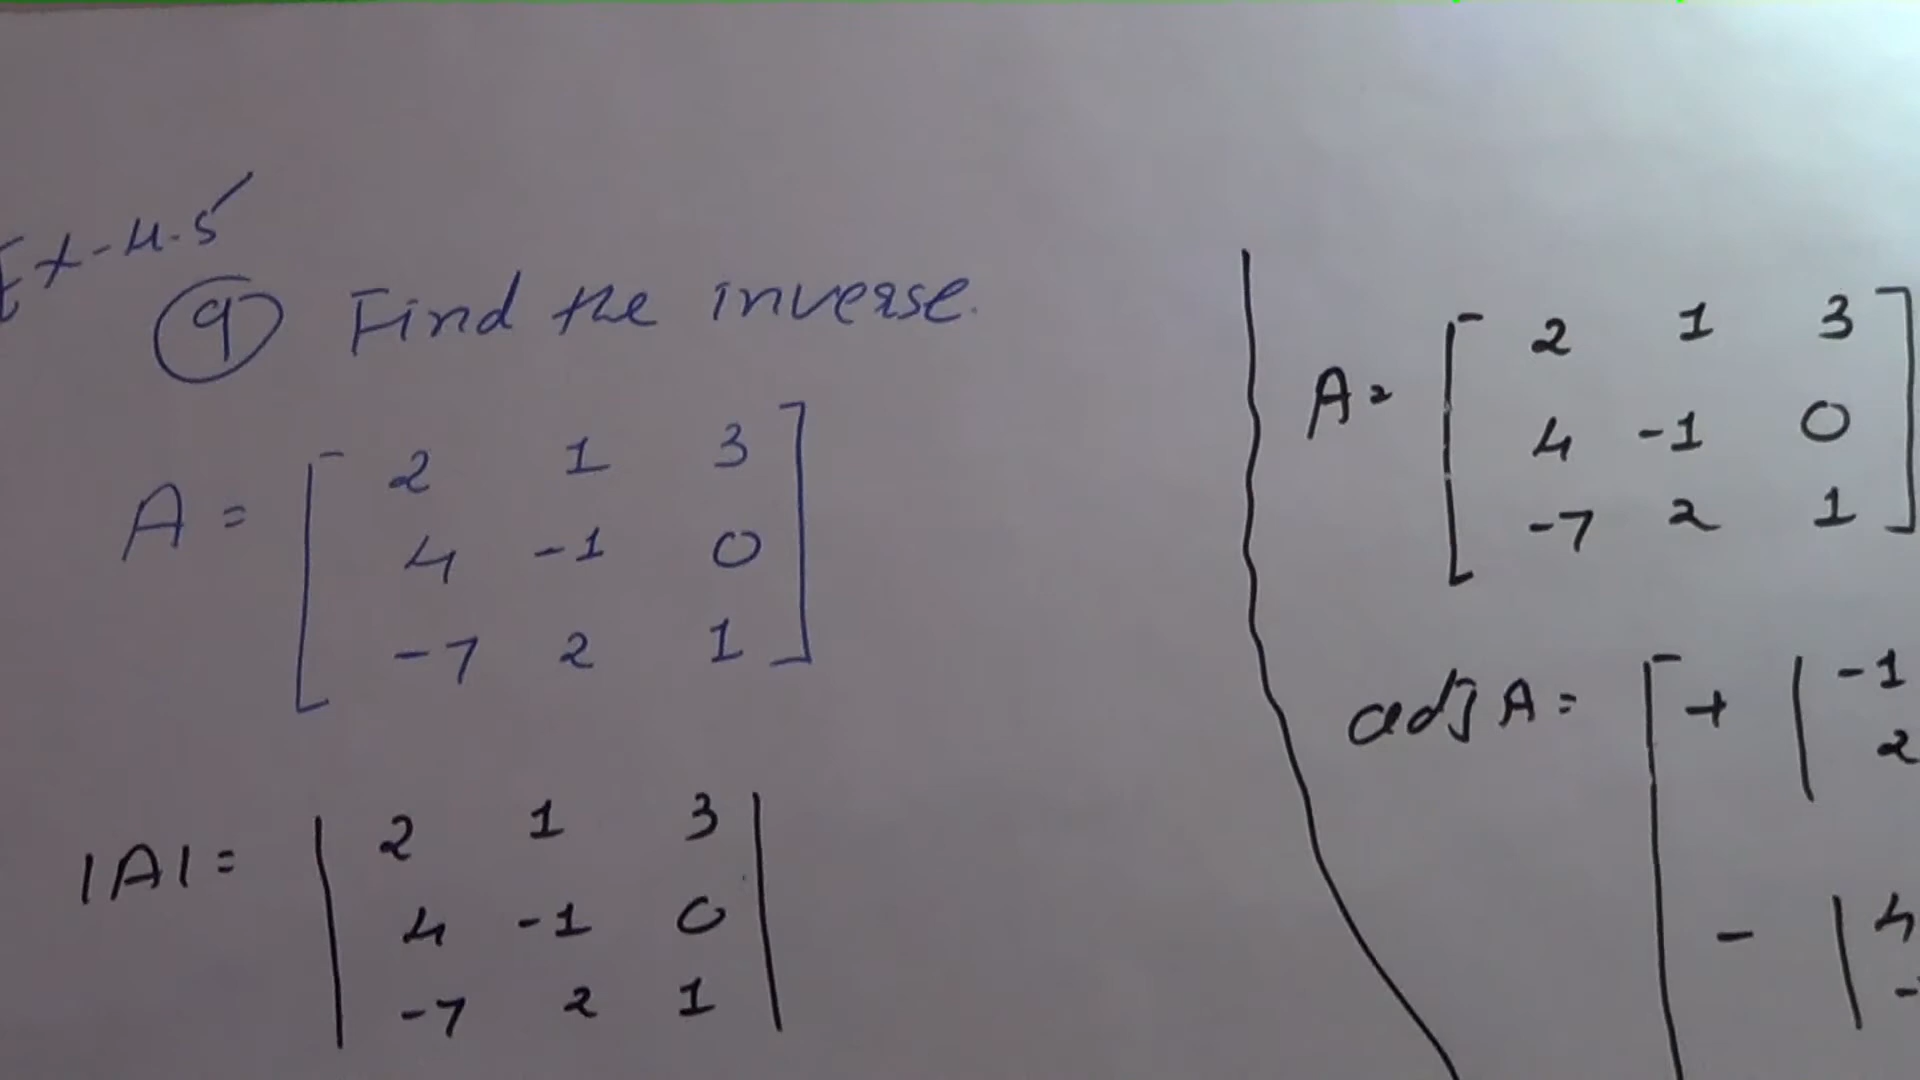 Ex-4.5
9 Find the inverse.
A = [ 2 1 3
4 -1 0
-7 2 1 ]
|A| = | 2 1 3
4 -1 0
-7 2 1 |
A = [ 2 1 3
4 -1 0
-7 2 1 ]
adj A = [ + | -1
2
- | 4
-